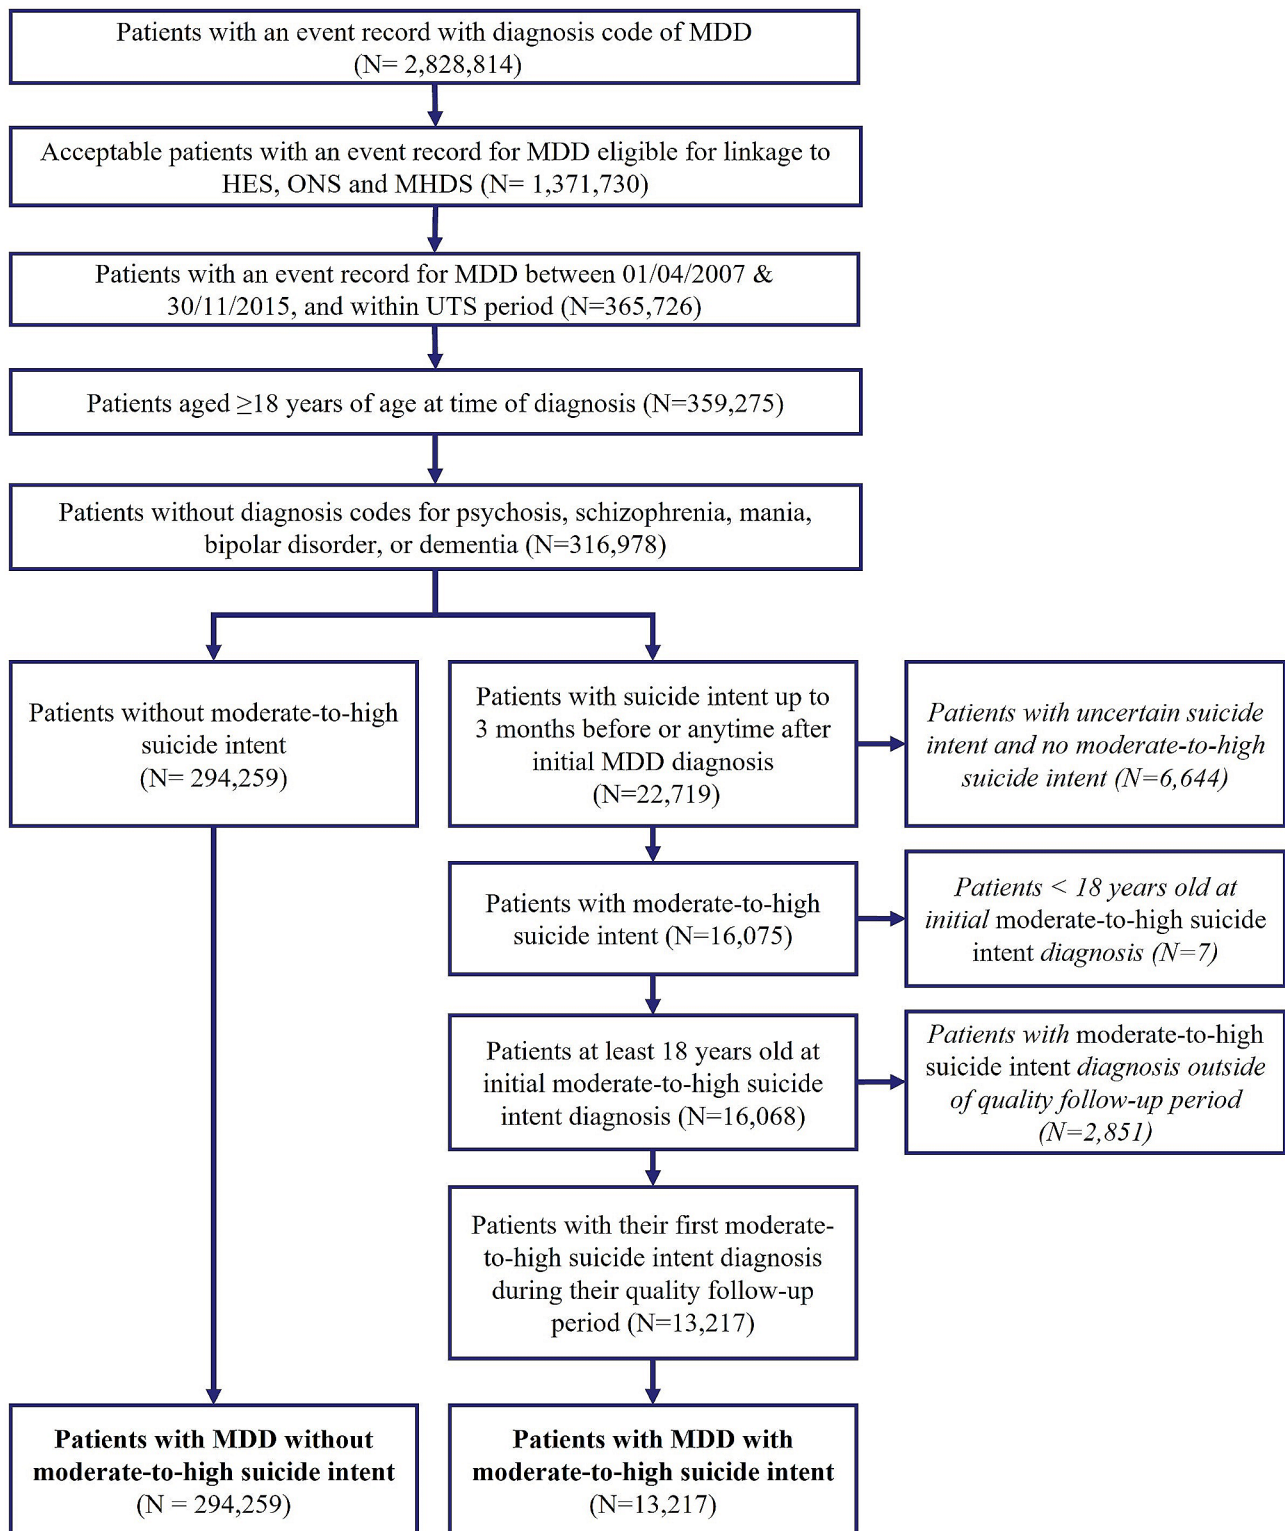 Patients with an event record with diagnosis code of MDD
(N= 2,828,814)
Acceptable patients with an event record for MDD eligible for linkage to
HES, ONS and MHDS (N= 1,371,730)
Patients with an event record for MDD between 01/04/2007 &
30/11/2015, and within UTS period (N=365,726)
Patients aged ≥18 years of age at time of diagnosis (N=359,275)
Patients without diagnosis codes for psychosis, schizophrenia, mania,
bipolar disorder, or dementia (N=316,978)
Patients without moderate-to-high
suicide intent
(N= 294,259)
Patients with suicide intent up to
3 months before or anytime after
initial MDD diagnosis
(N=22,719)
Patients with uncertain suicide
intent and no moderate-to-high
suicide intent (N=6,644)
Patients with moderate-to-high
suicide intent (N=16,075)
Patients < 18 years old at
initial moderate-to-high suicide
intent diagnosis (N=7)
Patients at least 18 years old at
initial moderate-to-high suicide
intent diagnosis (N=16,068)
Patients with moderate-to-high
suicide intent diagnosis outside
of quality follow-up period
(N=2,851)
Patients with their first moderate-
to-high suicide intent diagnosis
during their quality follow-up
period (N=13,217)
Patients with MDD without
moderate-to-high suicide intent
(N = 294,259)
Patients with MDD with
moderate-to-high suicide intent
(N=13,217)